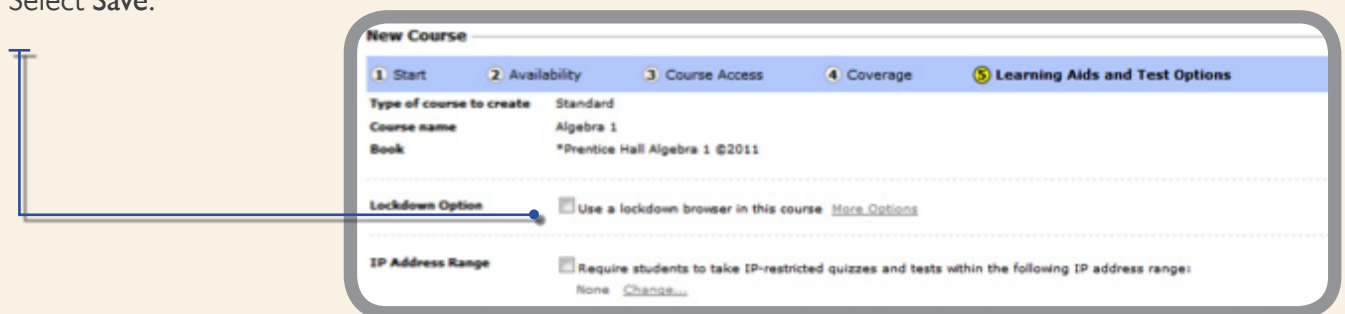 Select Save.
New Course
1 Start 2 Availability 3 Course Access 4 Coverage 5 Learning Aids and Test Options
Type of course to create Standard
Course name Algebra 1
Book *Prentice Hall Algebra 1 ©2011
Lockdown Option Use a lockdown browser in this course More Options
IP Address Range Require students to take IP-restricted quizzes and tests within the following IP address range:
None Change...